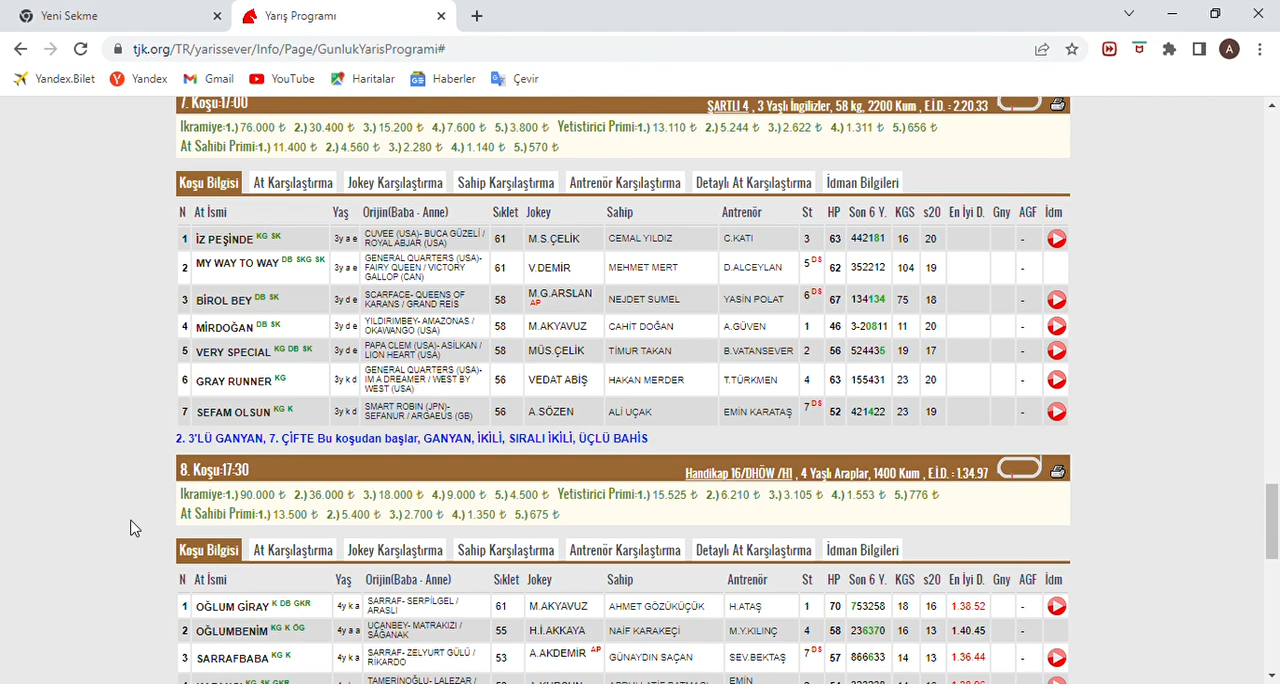 Yeni Sekme
Yarış Programı
tjk.org/TR/yarissever/Info/Page/GunlukYarisProgrami#
A
Yandex.Bilet Yandex Gmail YouTube Haritalar Haberler Çevir
7. Koşu:17:00 ŞARTLI 4 , 3 Yaşlı İngilizler, 58 kg, 2200 Kum , E.İ.D. : 2.20.33
İkramiye:1.) 76.000 ₺ 2.) 30.400 ₺ 3.) 15.200 ₺ 4.) 7.600 ₺ 5.) 3.800 ₺ Yetistirici Primi:1.) 13.110 ₺ 2.) 5.244 ₺ 3.) 2.622 ₺ 4.) 1.311 ₺ 5.) 656 ₺
At Sahibi Primi:1.) 11.400 ₺ 2.) 4.560 ₺ 3.) 2.280 ₺ 4.) 1.140 ₺ 5.) 570 ₺
Koşu Bilgisi At Karşılaştırma Jokey Karşılaştırma Sahip Karşılaştırma Antrenör Karşılaştırma Detaylı At Karşılaştırma İdman Bilgileri
N At İsmi Yaş Orijin(Baba - Anne) Sıklet Jokey Sahip Antrenör St HP Son 6 Y. KGS s20 En İyi D. Gny AGF İdm
1 İZ PEŞİNDE KG SK 3y a e CUVEE (USA)- BUCA GÜZELİ / ROYAL ABJAR (USA) 61 M.S.ÇELİK CEMAL YILDIZ C.KATI 3 63 442181 16 20 -
2 MY WAY TO WAY DB SKG SK 3y a e GENERAL QUARTERS (USA)- FAIRY QUEEN / VICTORY GALLOP (CAN) 61 V.DEMİR MEHMET MERT D.ALCEYLAN 5 DS 62 352212 104 19 -
3 BİROL BEY DB SK 3y d e SCARFACE- QUEENS OF KARANS / GRAND REİS 58 M.G.ARSLAN AP NEJDET SUMEL YASİN POLAT 6 DS 67 134134 75 18 -
4 MİRDOĞAN DB SK 3y d e YILDIRIMBEY- AMAZONAS / OKAWANGO (USA) 58 M.AKYAVUZ CAHİT DOĞAN A.GÜVEN 1 46 3-20811 11 20 -
5 VERY SPECIAL KG DB SK 3y d e PAPA CLEM (USA)- ASİLKAN / LION HEART (USA) 58 MÜS.ÇELİK TİMUR TAKAN B.VATANSEVER 2 56 524435 19 17 -
6 GRAY RUNNER KG 3y k d GENERAL QUARTERS (USA)- IM A DREAMER / WEST BY WEST (USA) 56 VEDAT ABİŞ HAKAN MERDER T.TÜRKMEN 4 63 155431 23 20 -
7 SEFAM OLSUN KG K 3y k d SMART ROBIN (JPN)- SEFANUR / ARGAEUS (GB) 56 A.SÖZEN ALİ UÇAK EMİN KARATAŞ 7 DS 52 421422 23 19 -
2. 3'LÜ GANYAN, 7. ÇİFTE Bu koşudan başlar, GANYAN, İKİLİ, SIRALI İKİLİ, ÜÇLÜ BAHİS
8. Koşu:17:30 Handikap 16/DHÖW /H1 , 4 Yaşlı Araplar, 1400 Kum , E.İ.D. : 1.34.97
İkramiye:1.) 90.000 ₺ 2.) 36.000 ₺ 3.) 18.000 ₺ 4.) 9.000 ₺ 5.) 4.500 ₺ Yetistirici Primi:1.) 15.525 ₺ 2.) 6.210 ₺ 3.) 3.105 ₺ 4.) 1.553 ₺ 5.) 776 ₺
At Sahibi Primi:1.) 13.500 ₺ 2.) 5.400 ₺ 3.) 2.700 ₺ 4.) 1.350 ₺ 5.) 675 ₺
Koşu Bilgisi At Karşılaştırma Jokey Karşılaştırma Sahip Karşılaştırma Antrenör Karşılaştırma Detaylı At Karşılaştırma İdman Bilgileri
N At İsmi Yaş Orijin(Baba - Anne) Sıklet Jokey Sahip Antrenör St HP Son 6 Y. KGS s20 En İyi D. Gny AGF İdm
1 OĞLUM GİRAY K DB GKR 4y k a SARRAF- SERPİLGEL / ARASLI 61 M.AKYAVUZ AHMET GÖZÜKÜÇÜK H.ATAŞ 1 70 753258 18 16 1.38.52 -
2 OĞLUMBENİM KG K ÖG 4y a a UÇANBEY- MATRAKIZI / SAĞANAK 55 H.İ.AKKAYA NAİF KARAKEÇİ M.Y.KILINÇ 4 58 236370 16 13 1.40.45 -
3 SARRAFBABA KG K 4y k a SARRAF- ZELYURT GÜLÜ / RİKARDO 53 A.AKDEMİR AP GÜNAYDIN SAÇAN SEV.BEKTAŞ 7 DS 57 866633 14 13 1.36.44 -
TAMERİNOĞLU- LALEZAR / EMİN